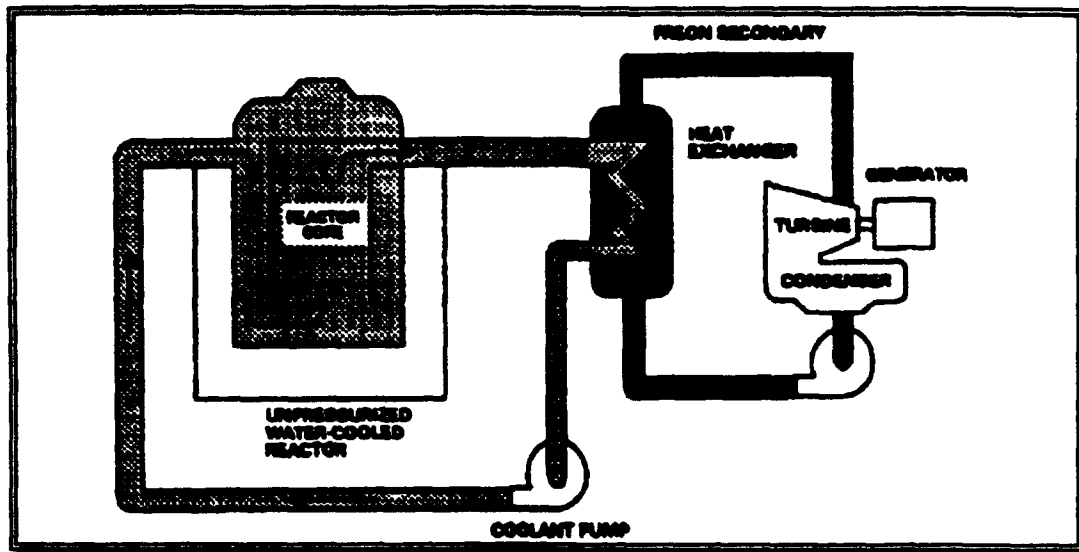 FREON SECONDARY
HEAT
EXCHANGER
GENERATOR
REACTOR
CORE
TURBINE
CONDENSER
UNPRESSURIZED
WATER-COOLED
REACTOR
COOLANT PUMP